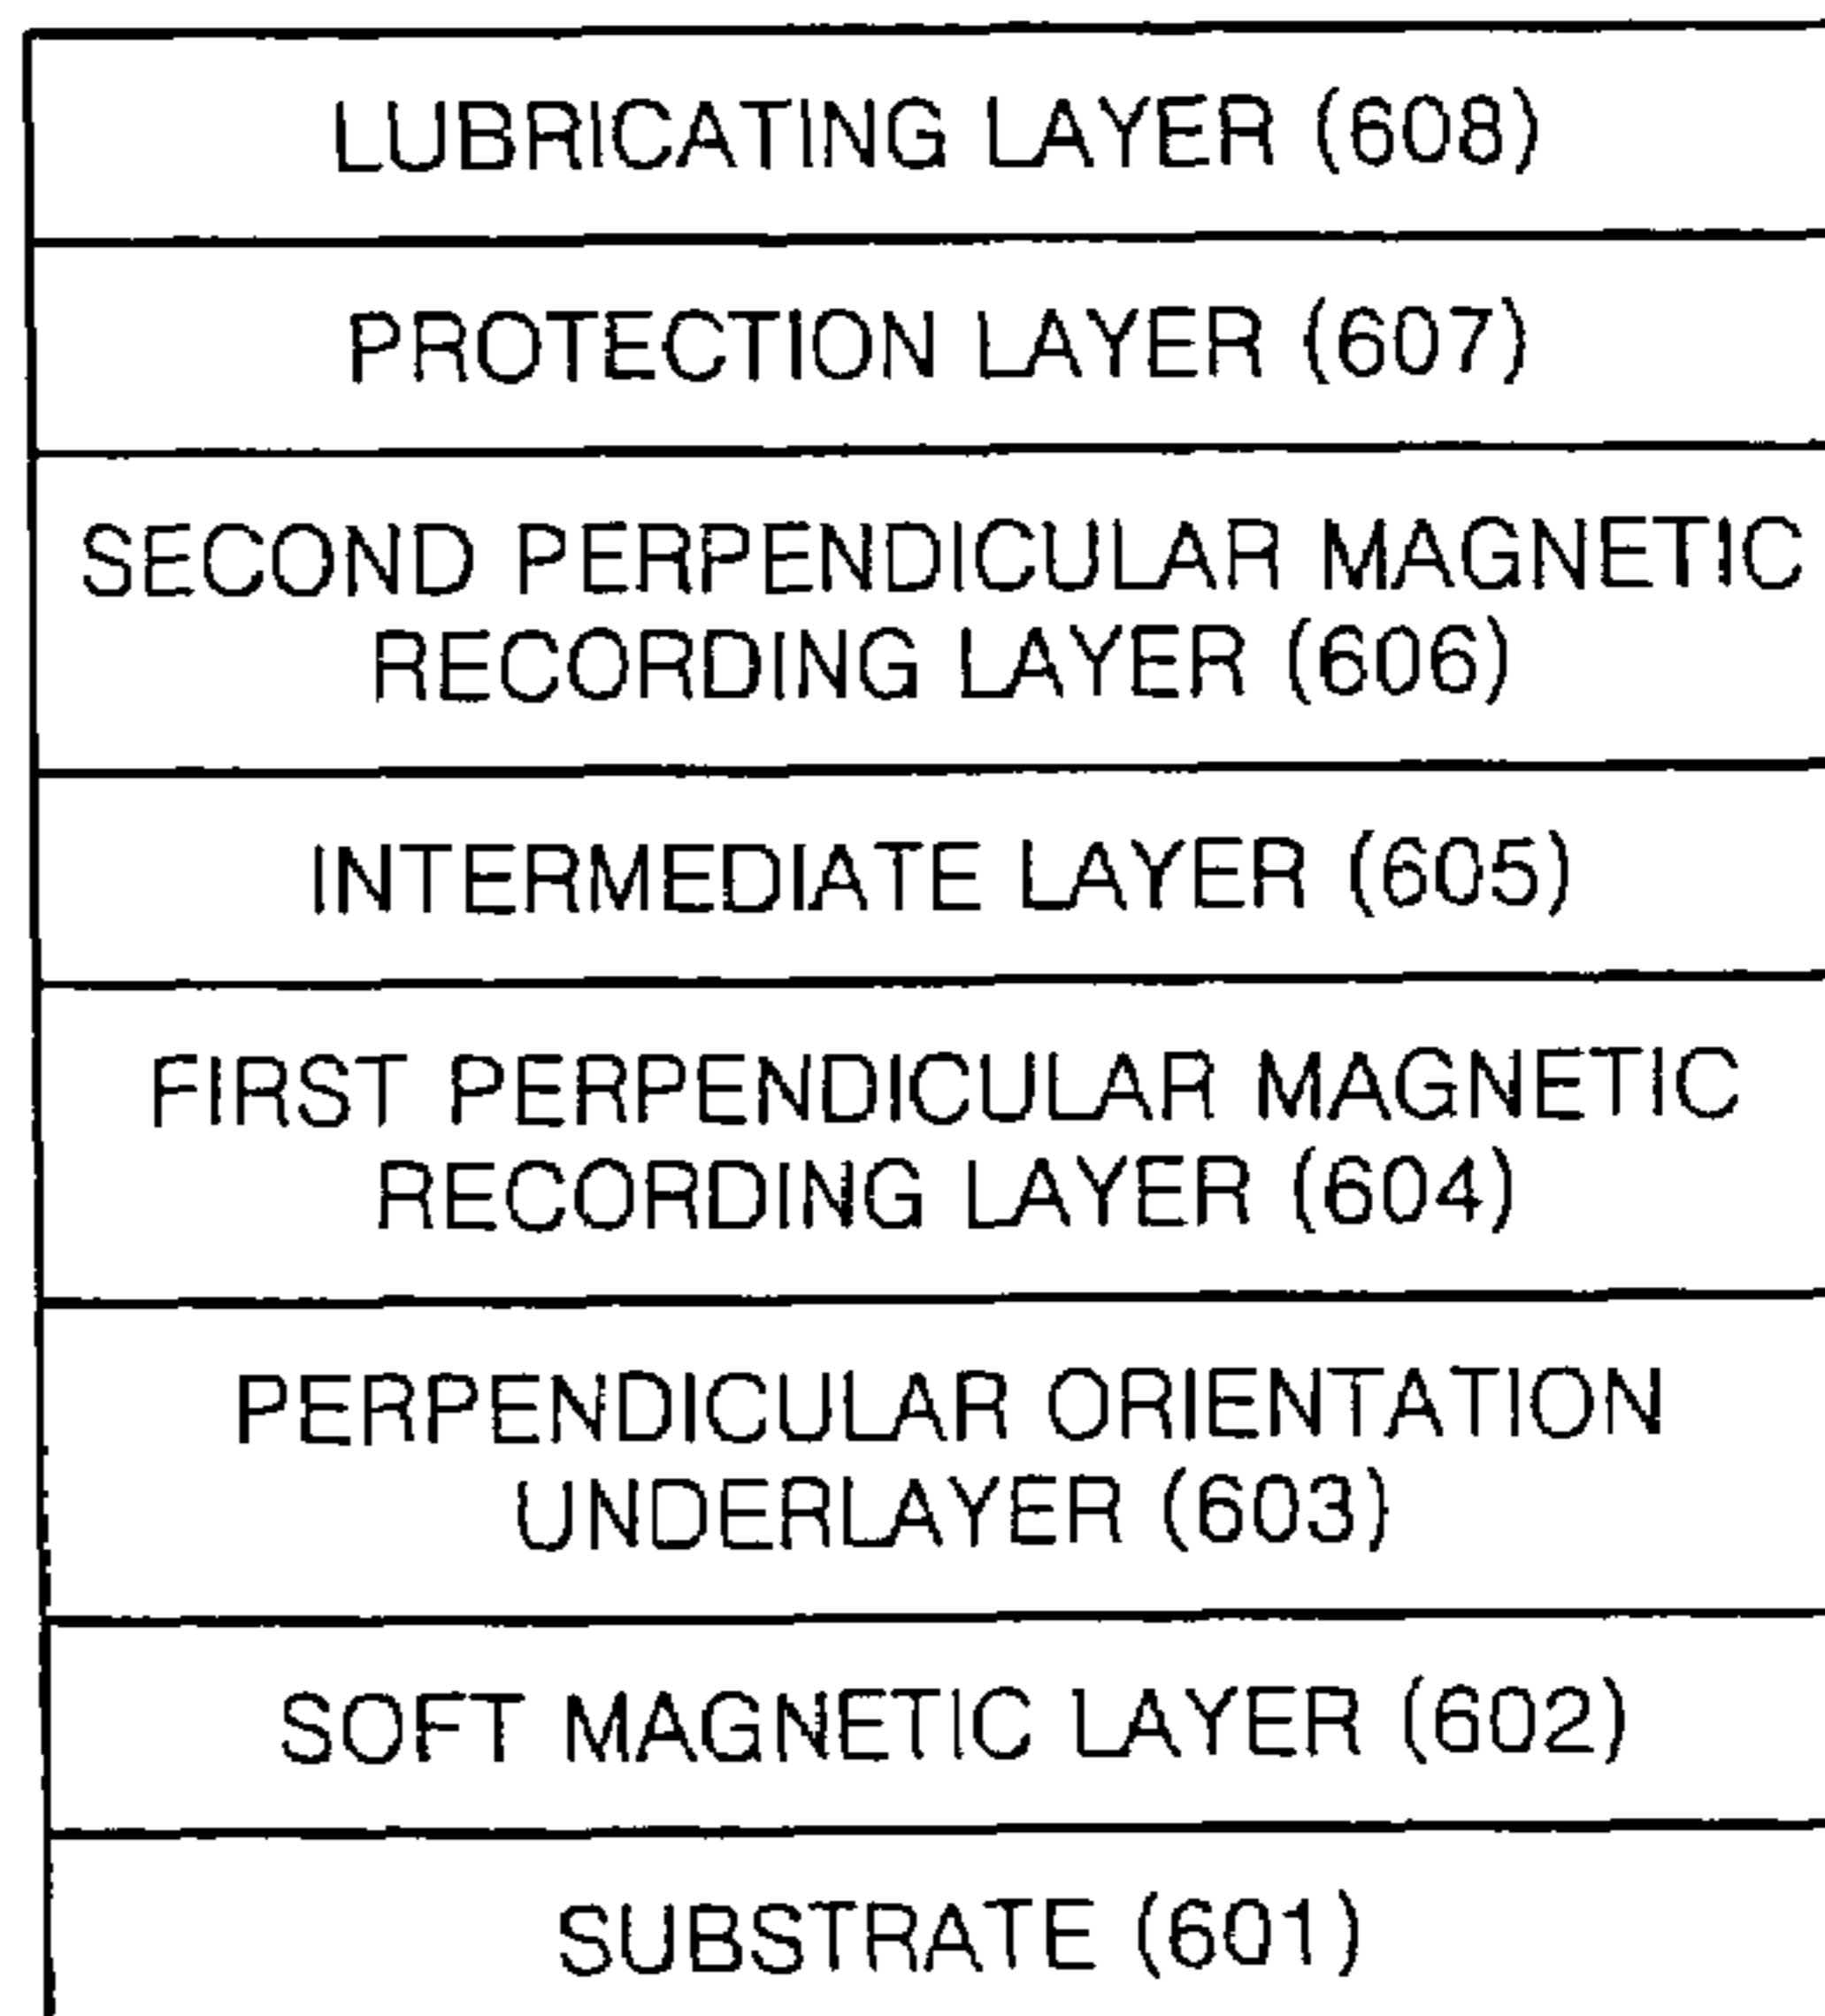 LUBRICATING LAYER (608)
PROTECTION LAYER (607)
SECOND PERPENDICULAR MAGNETIC
RECORDING LAYER (606)
INTERMEDIATE LAYER (605)
FIRST PERPENDICULAR MAGNETIC
RECORDING LAYER (604)
PERPENDICULAR ORIENTATION
UNDERLAYER (603)
SOFT MAGNETIC LAYER (602)
SUBSTRATE (601)